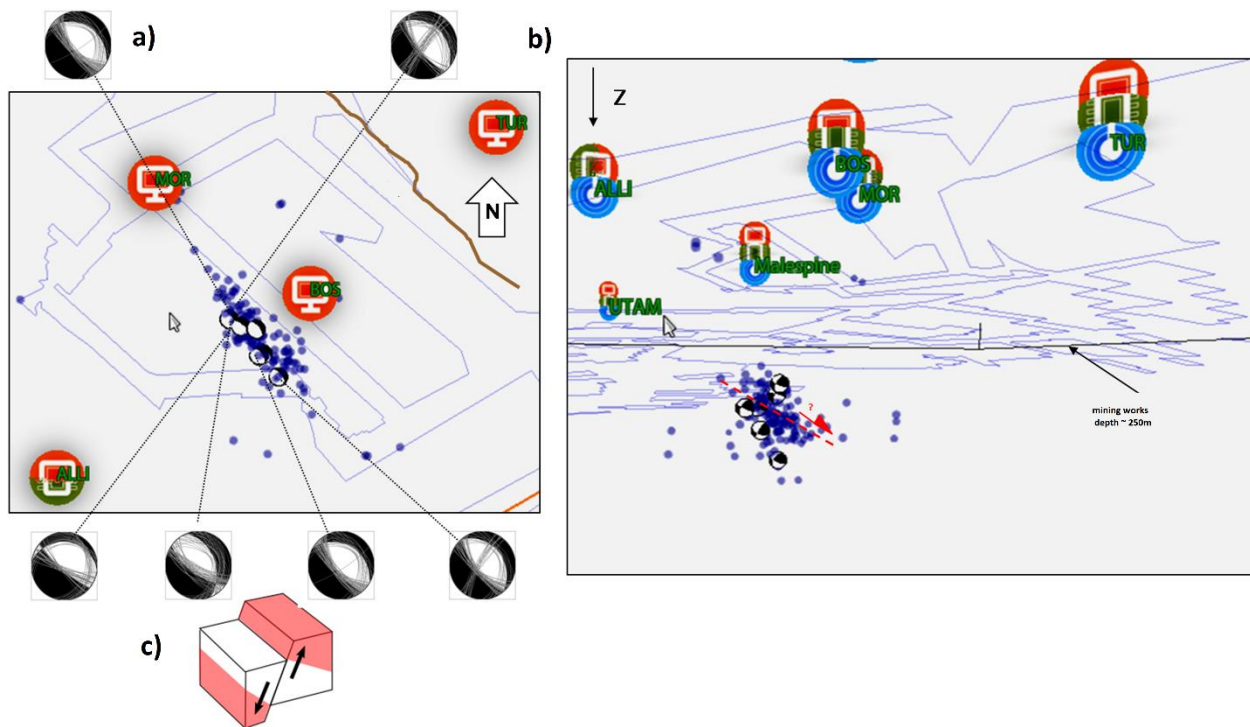 a)
b)
MOR
TUR
N
BOS
ALLI
c)
Z
TUR
BOS
ALLI
MOR
Malespine
UTAM
?
mining works
depth ~ 250m